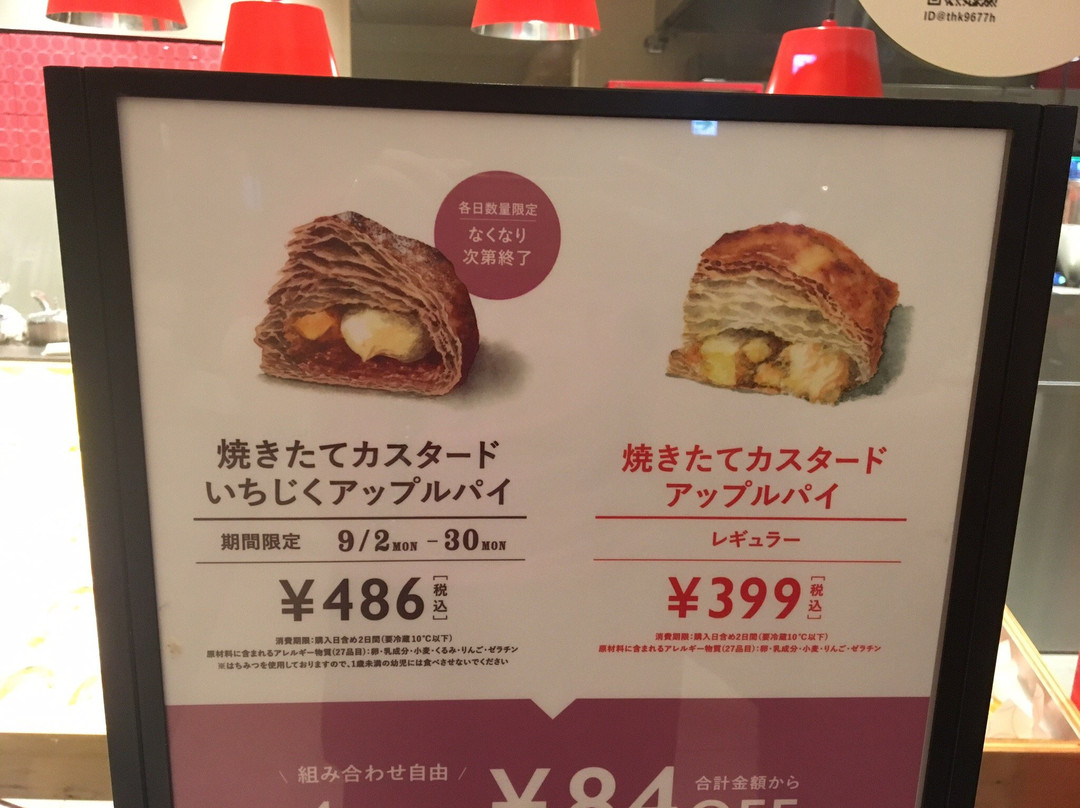 ID@thk9677h
各日数量限定
なくなり
次第終了
焼きたてカスタード
いちじくアップルパイ
期間限定 9/2MON-30MON
¥486[税込]
消費期限:購入日含め2日間(要冷蔵10℃以下)
原材料に含まれるアレルギー物質(27品目):卵・乳成分・小麦・くるみ・りんご・ゼラチン
※はちみつを使用しておりますので、1歳未満の幼児には食べさせないでください
焼きたてカスタード
アップルパイ
レギュラー
¥399[税込]
消費期限:購入日含め2日間(要冷蔵10℃以下)
原材料に含まれるアレルギー物質(27品目):卵・乳成分・小麦・りんご・ゼラチン
\ 組み合わせ自由 /
¥84 合計金額から
OFF